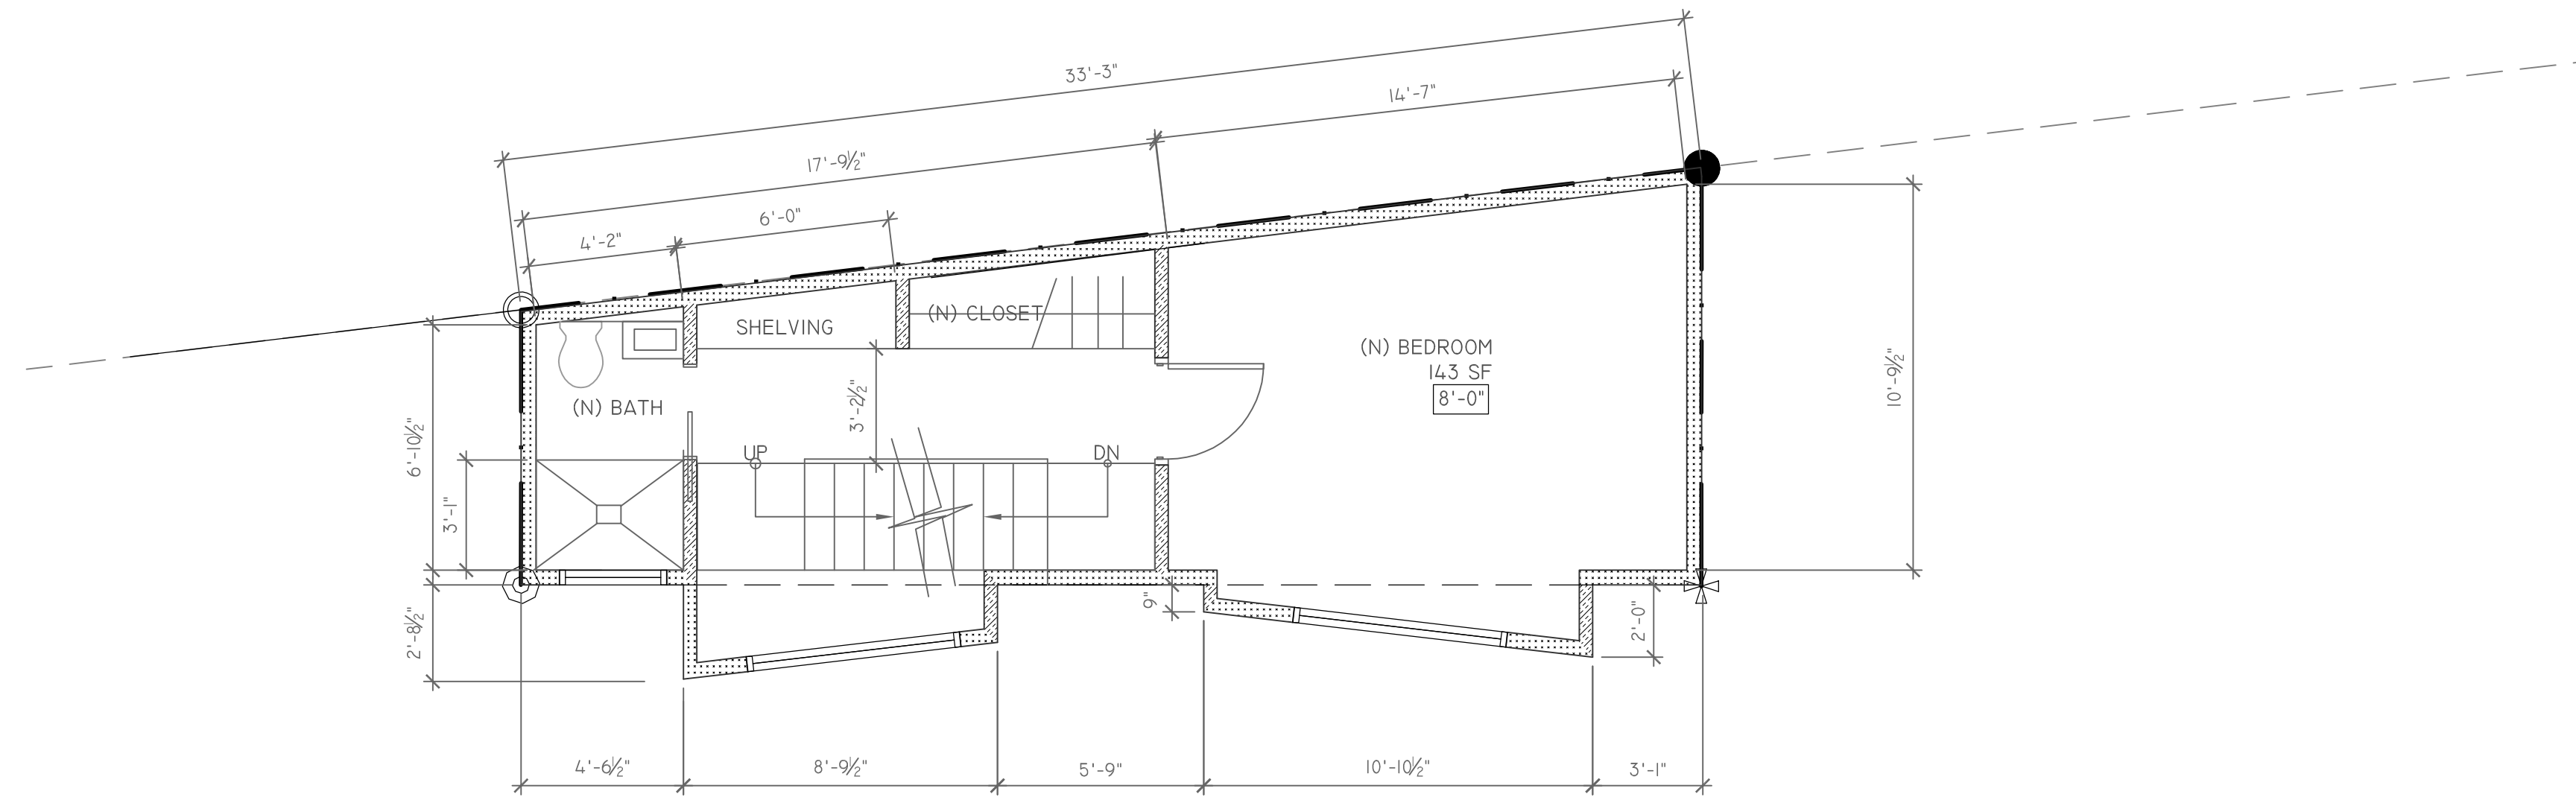 33'-3"
14'-7"
17'-9½"
6'-0"
4'-2"
SHELVING
(N) CLOSET
(N) BEDROOM
143 SF
8'-0"
(N) BATH
3'-2½"
10'-9½"
6'-10½"
UP
DN
3'-1"
9"
2'-0"
2'-8½"
4'-6½"
8'-9½"
5'-9"
10'-10½"
3'-1"